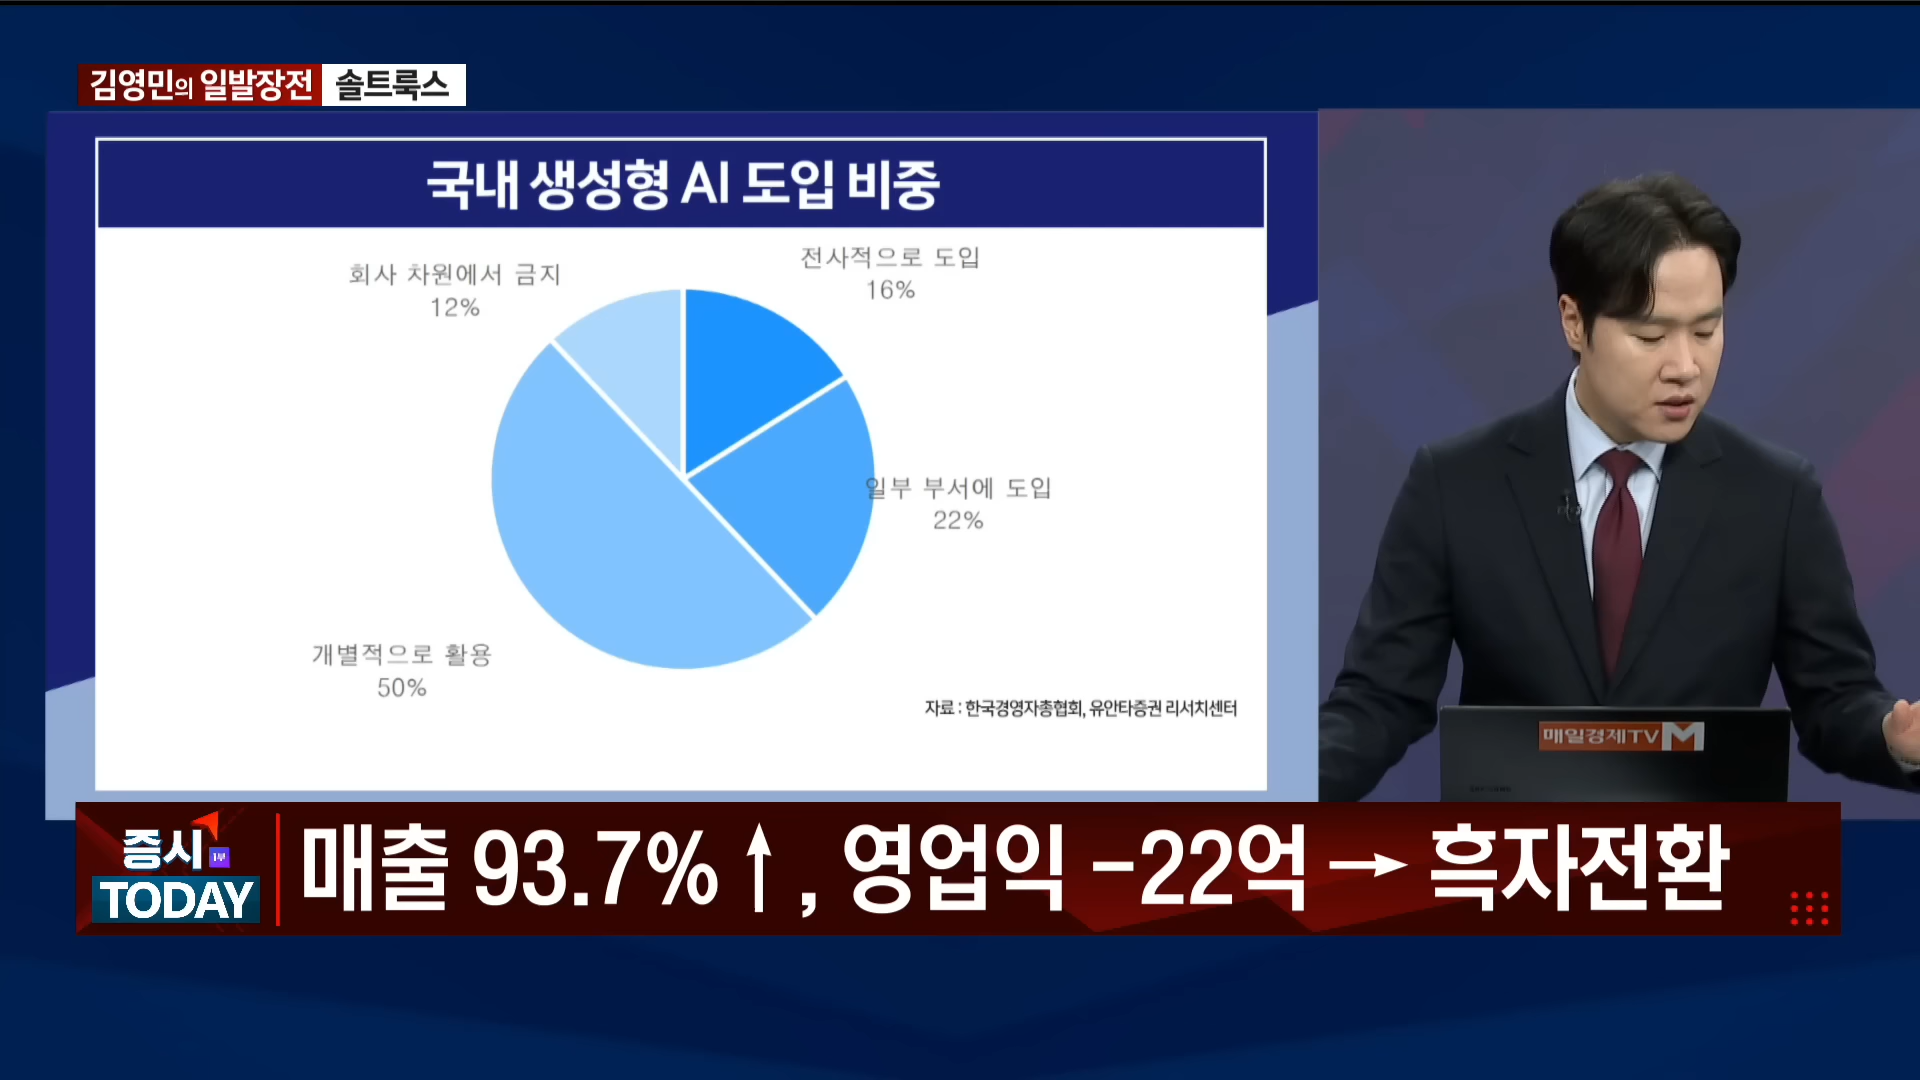 김영민의 일발장전 솔트룩스
국내 생성형 AI 도입 비중
회사 차원에서 금지
12%
전사적으로 도입
16%
일부 부서에 도입
22%
개별적으로 활용
50%
자료 : 한국경영자총협회, 유안타증권 리서치센터
매일경제TV M
증시 1부
TODAY
매출 93.7%↑, 영업익 -22억→흑자전환